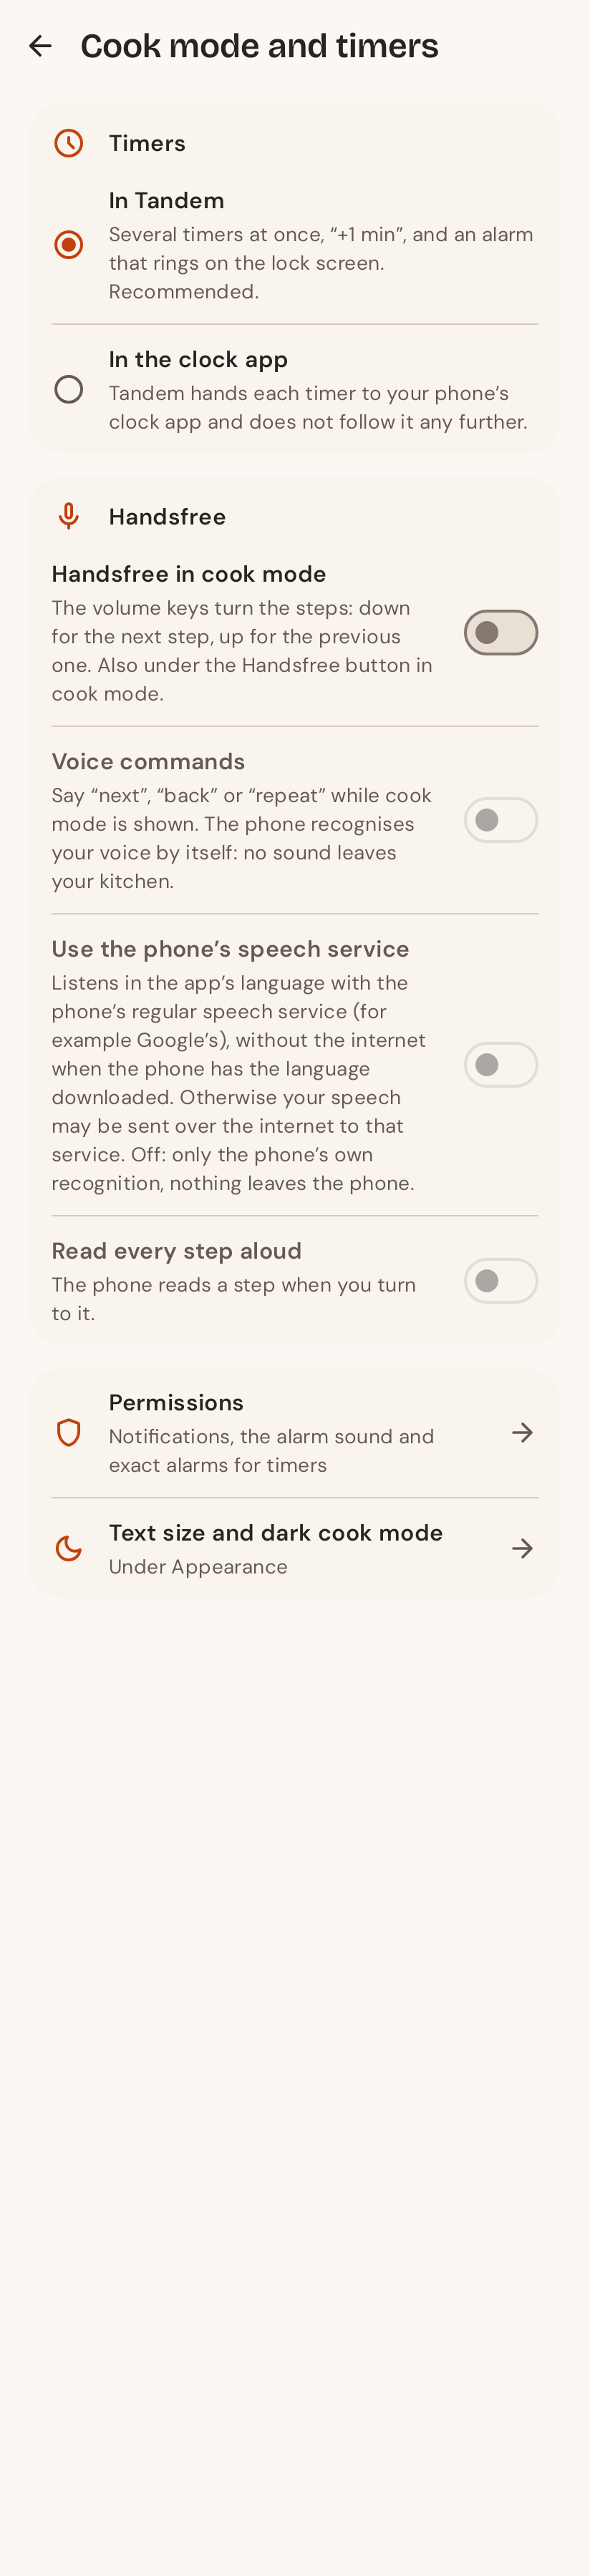 Cook mode and timers
Timers
In Tandem
Several timers at once, “+1 min”, and an alarm
that rings on the lock screen.
Recommended.
In the clock app
Tandem hands each timer to your phone’s
clock app and does not follow it any further.
Handsfree
Handsfree in cook mode
The volume keys turn the steps: down
for the next step, up for the previous
one. Also under the Handsfree button in
cook mode.
Voice commands
Say “next”, “back” or “repeat” while cook
mode is shown. The phone recognises
your voice by itself: no sound leaves
your kitchen.
Use the phone’s speech service
Listens in the app’s language with the
phone’s regular speech service (for
example Google’s), without the internet
when the phone has the language
downloaded. Otherwise your speech
may be sent over the internet to that
service. Off: only the phone’s own
recognition, nothing leaves the phone.
Read every step aloud
The phone reads a step when you turn
to it.
Permissions
Notifications, the alarm sound and
exact alarms for timers
Text size and dark cook mode
Under Appearance